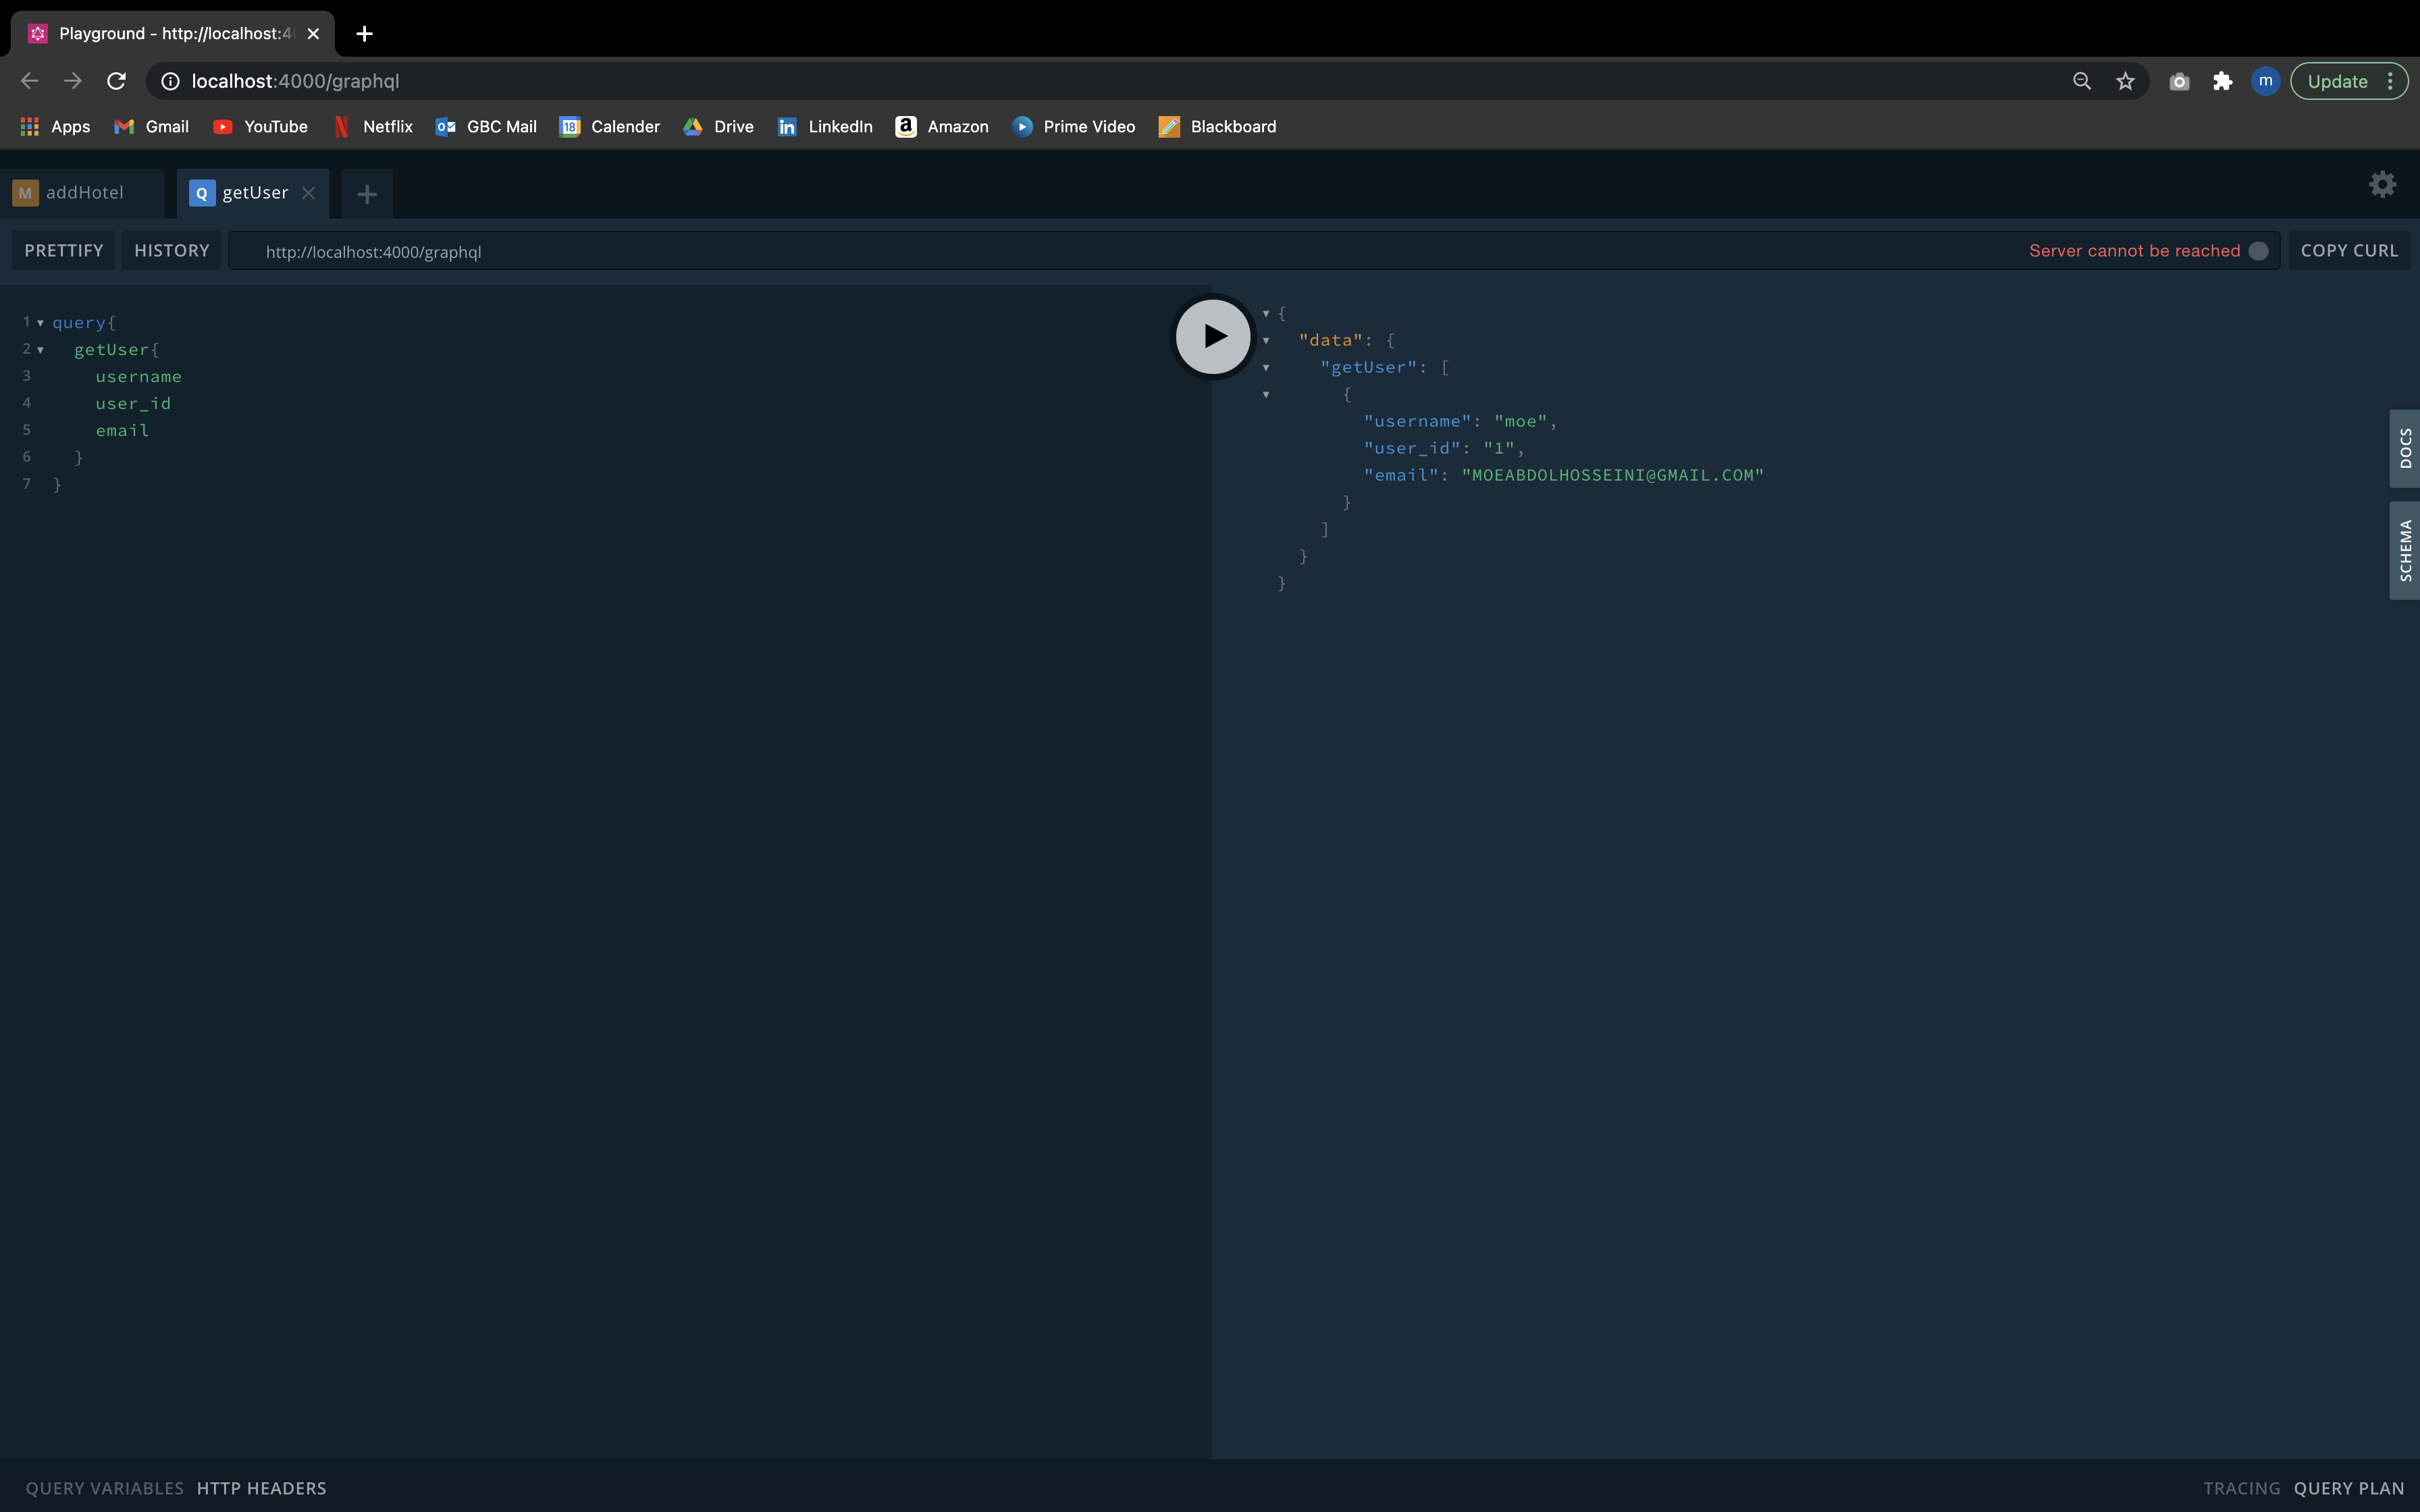 Playground - http://localhost:4
localhost:4000/graphql
Update
m
Apps Gmail YouTube Netflix GBC Mail 18 Calender Drive in LinkedIn a Amazon Prime Video Blackboard
M addHotel Q getUser
PRETTIFY HISTORY http://localhost:4000/graphql Server cannot be reached COPY CURL
1 query{
2 getUser{
3 username
4 user_id
5 email
6 }
7 }
{
"data": {
"getUser": [
{
"username": "moe",
"user_id": "1",
"email": "MOEABDOLHOSSEINI@GMAIL.COM"
}
]
}
}
DOCS
SCHEMA
QUERY VARIABLES HTTP HEADERS TRACING QUERY PLAN